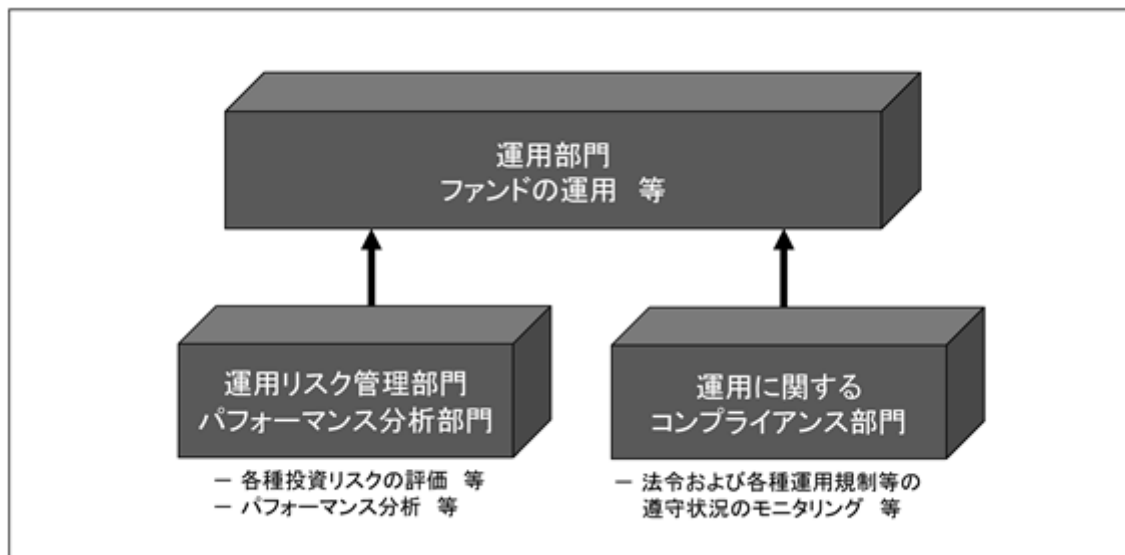 運用部門
ファンドの運用 等
運用リスク管理部門
パフォーマンス分析部門
－ 各種投資リスクの評価 等
－ パフォーマンス分析 等
運用に関する
コンプライアンス部門
－ 法令および各種運用規制等の
遵守状況のモニタリング 等